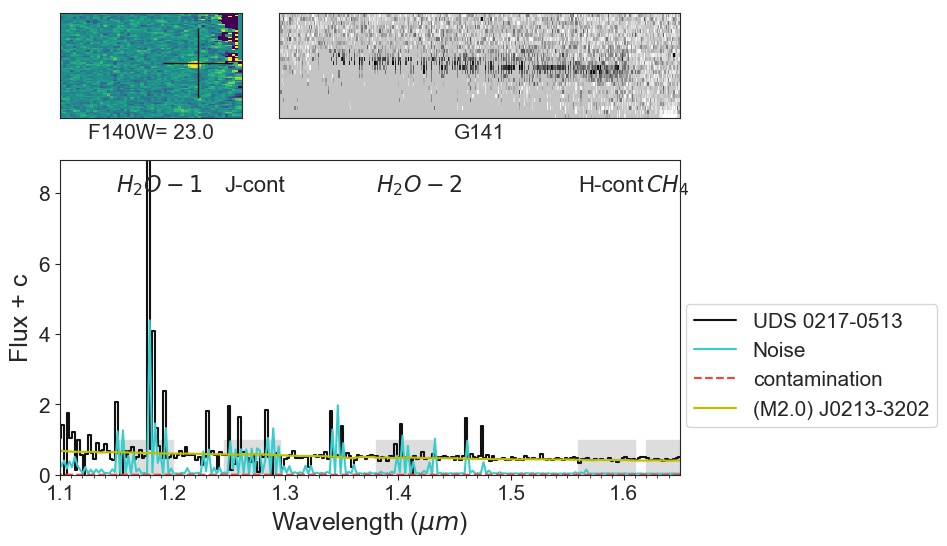 F140W= 23.0
G141
H₂O − 1 J-cont H₂O − 2 H-cont CH₄
8
6
4
2
0
Flux + c
1.1 1.2 1.3 1.4 1.5 1.6
Wavelength (μm)
UDS 0217-0513
Noise
contamination
(M2.0) J0213-3202